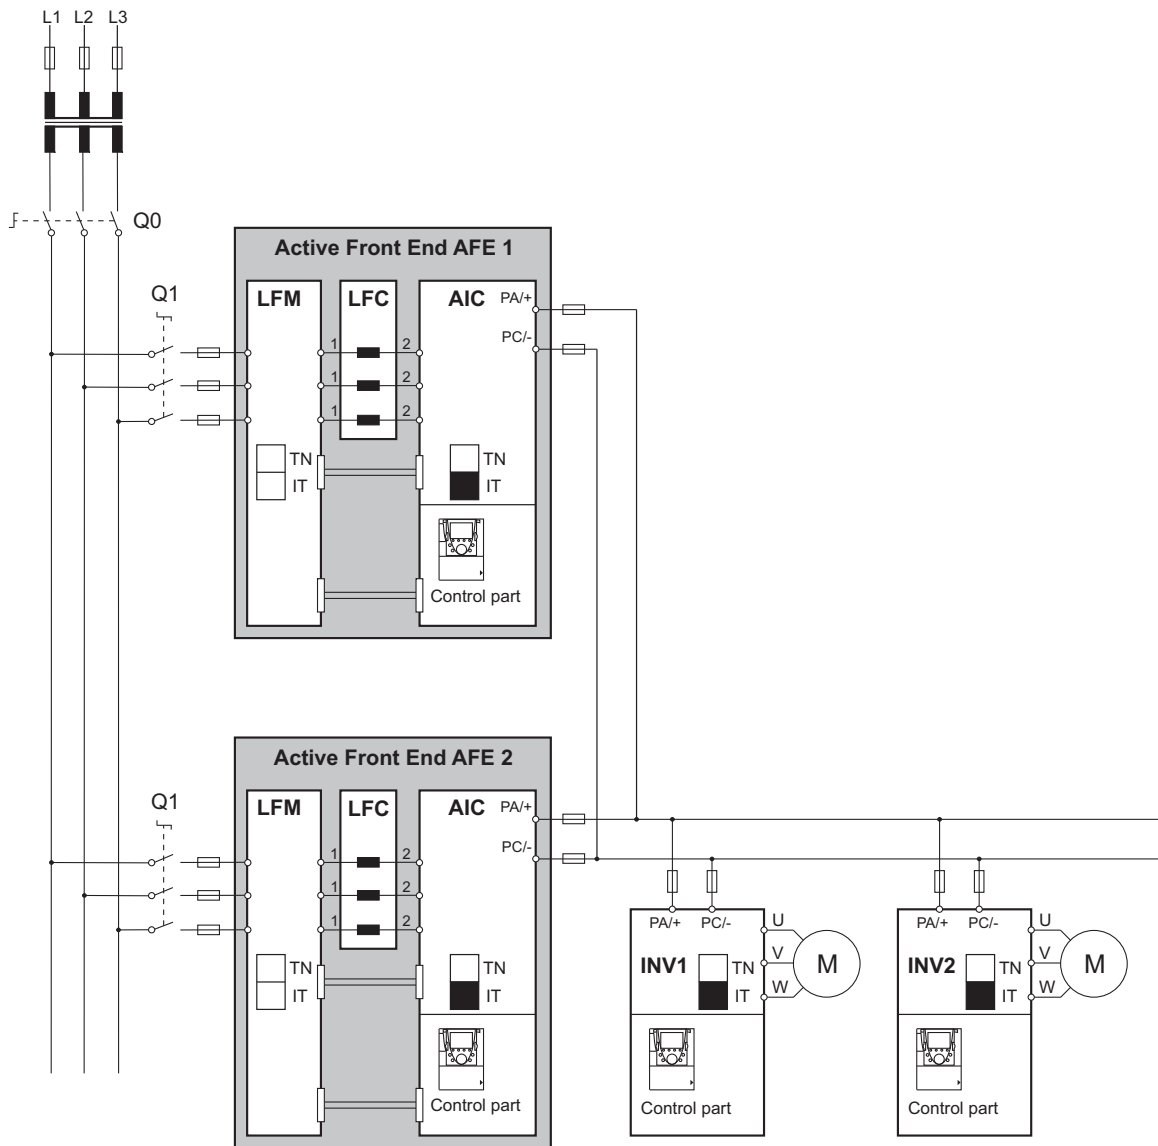 L1 L2 L3
Q0
Active Front End AFE 1
Q1
LFM LFC AIC PA/+
PC/-
1 2
1 2
1 2
TN TN
IT IT
Control part
Active Front End AFE 2
Q1
LFM LFC AIC PA/+
PC/-
1 2
1 2
1 2
TN TN
IT IT
Control part
PA/+ PC/- U
INV1 TN V M
IT W
Control part
PA/+ PC/- U
INV2 TN V M
IT W
Control part